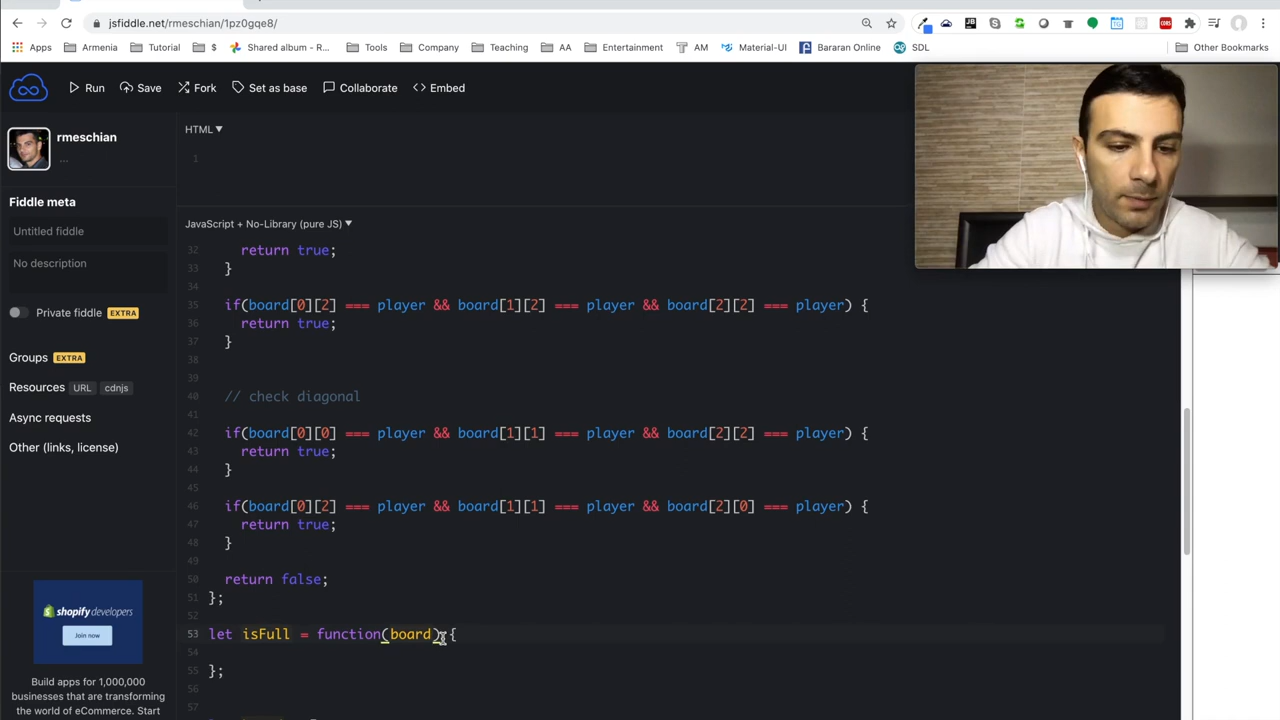 jsfiddle.net/rmeschian/1pz0gqe8/
Apps Armenia Tutorial $ Shared album - R... Tools Company Teaching AA Entertainment AM Material-UI Bararan Online SDL Other Bookmarks
Run Save Fork Set as base Collaborate Embed
rmeschian
...
Fiddle meta
Untitled fiddle
No description
Private fiddle EXTRA
Groups EXTRA
Resources URL cdnjs
Async requests
Other (links, license)
shopify developers
Join now
Build apps for 1,000,000
businesses that are transforming
the world of eCommerce. Start
HTML ▼
1
JavaScript + No-Library (pure JS) ▼
32 return true;
33 }
34
35 if(board[0][2] === player && board[1][2] === player && board[2][2] === player) {
36 return true;
37 }
38
39
40 // check diagonal
41
42 if(board[0][0] === player && board[1][1] === player && board[2][2] === player) {
43 return true;
44 }
45
46 if(board[0][2] === player && board[1][1] === player && board[2][0] === player) {
47 return true;
48 }
49
50 return false;
51 };
52
53 let isFull = function(board) {
54
55 };
56